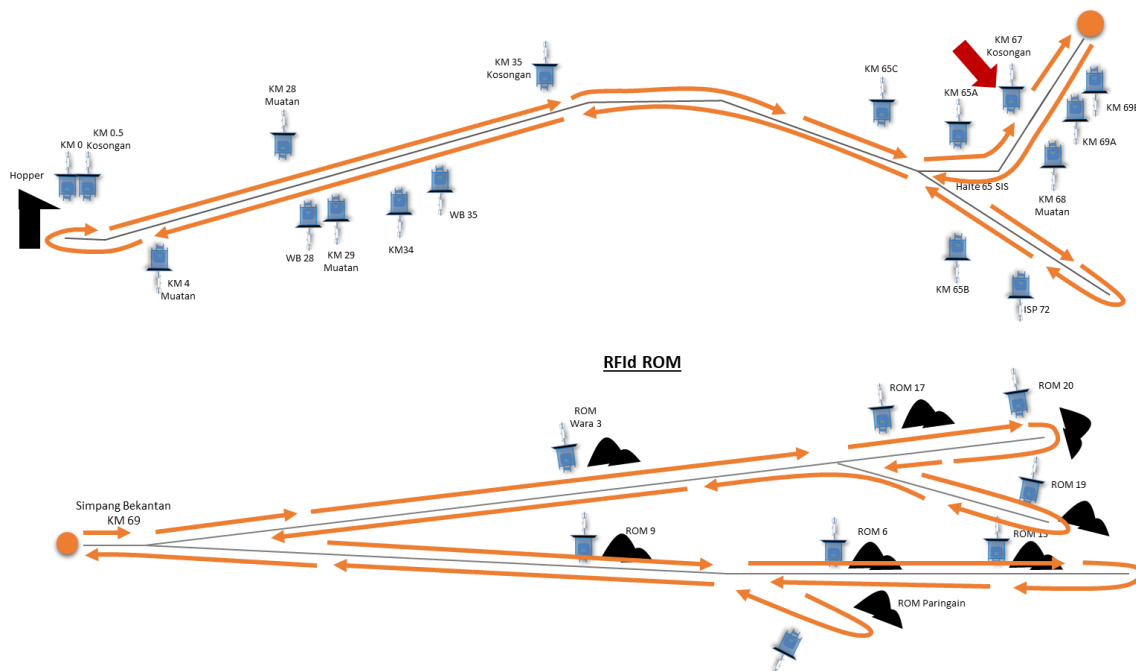 KM 67
Kosongan
KM 35
Kosongan
KM 65C
KM 28
Muatan
KM 65A
KM 69B
KM 0.5
Kosongan
KM 0
KM 69A
Hopper
Halte 65 SIS
KM 68
Muatan
WB 35
KM34
WB 28
KM 29
Muatan
KM 4
Muatan
KM 65B
ISP 72
RFId ROM
ROM 17
ROM 20
ROM
Wara 3
ROM 19
Simpang Bekantan
KM 69
ROM 9
ROM 6
ROM 15
ROM Paringain